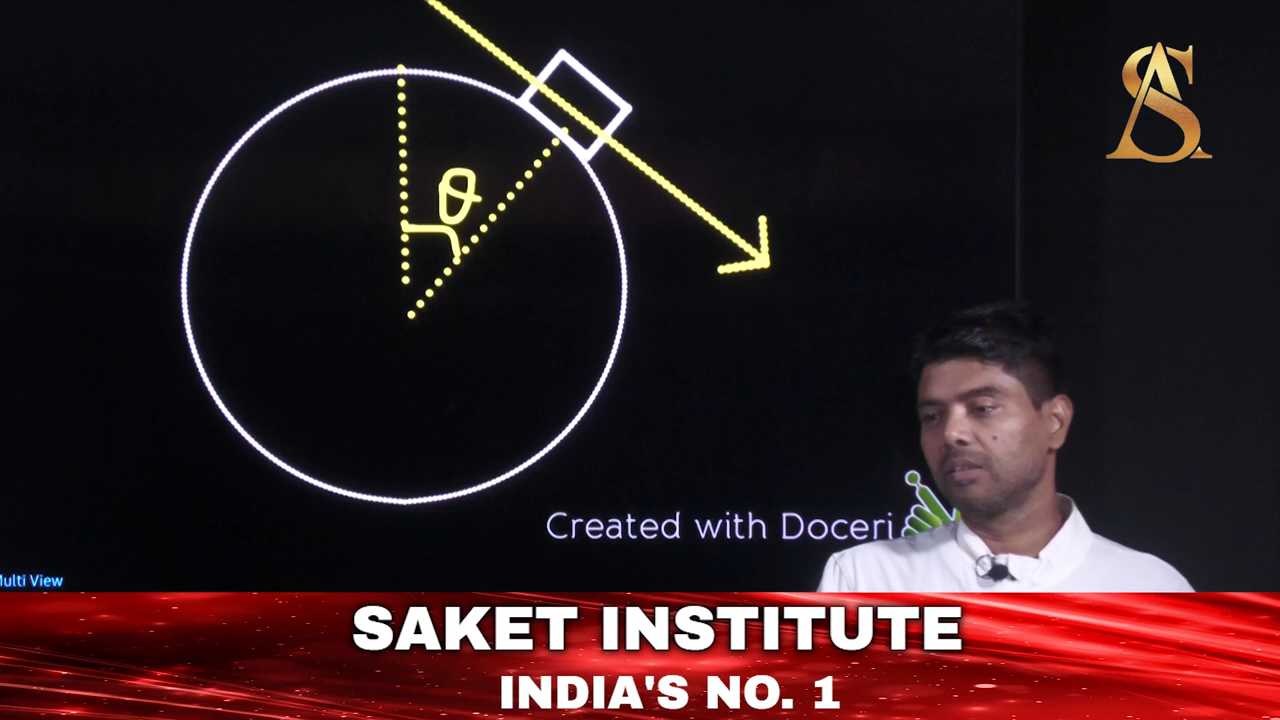 θ
Created with Doceri
Multi View
SAKET INSTITUTE
INDIA'S NO. 1